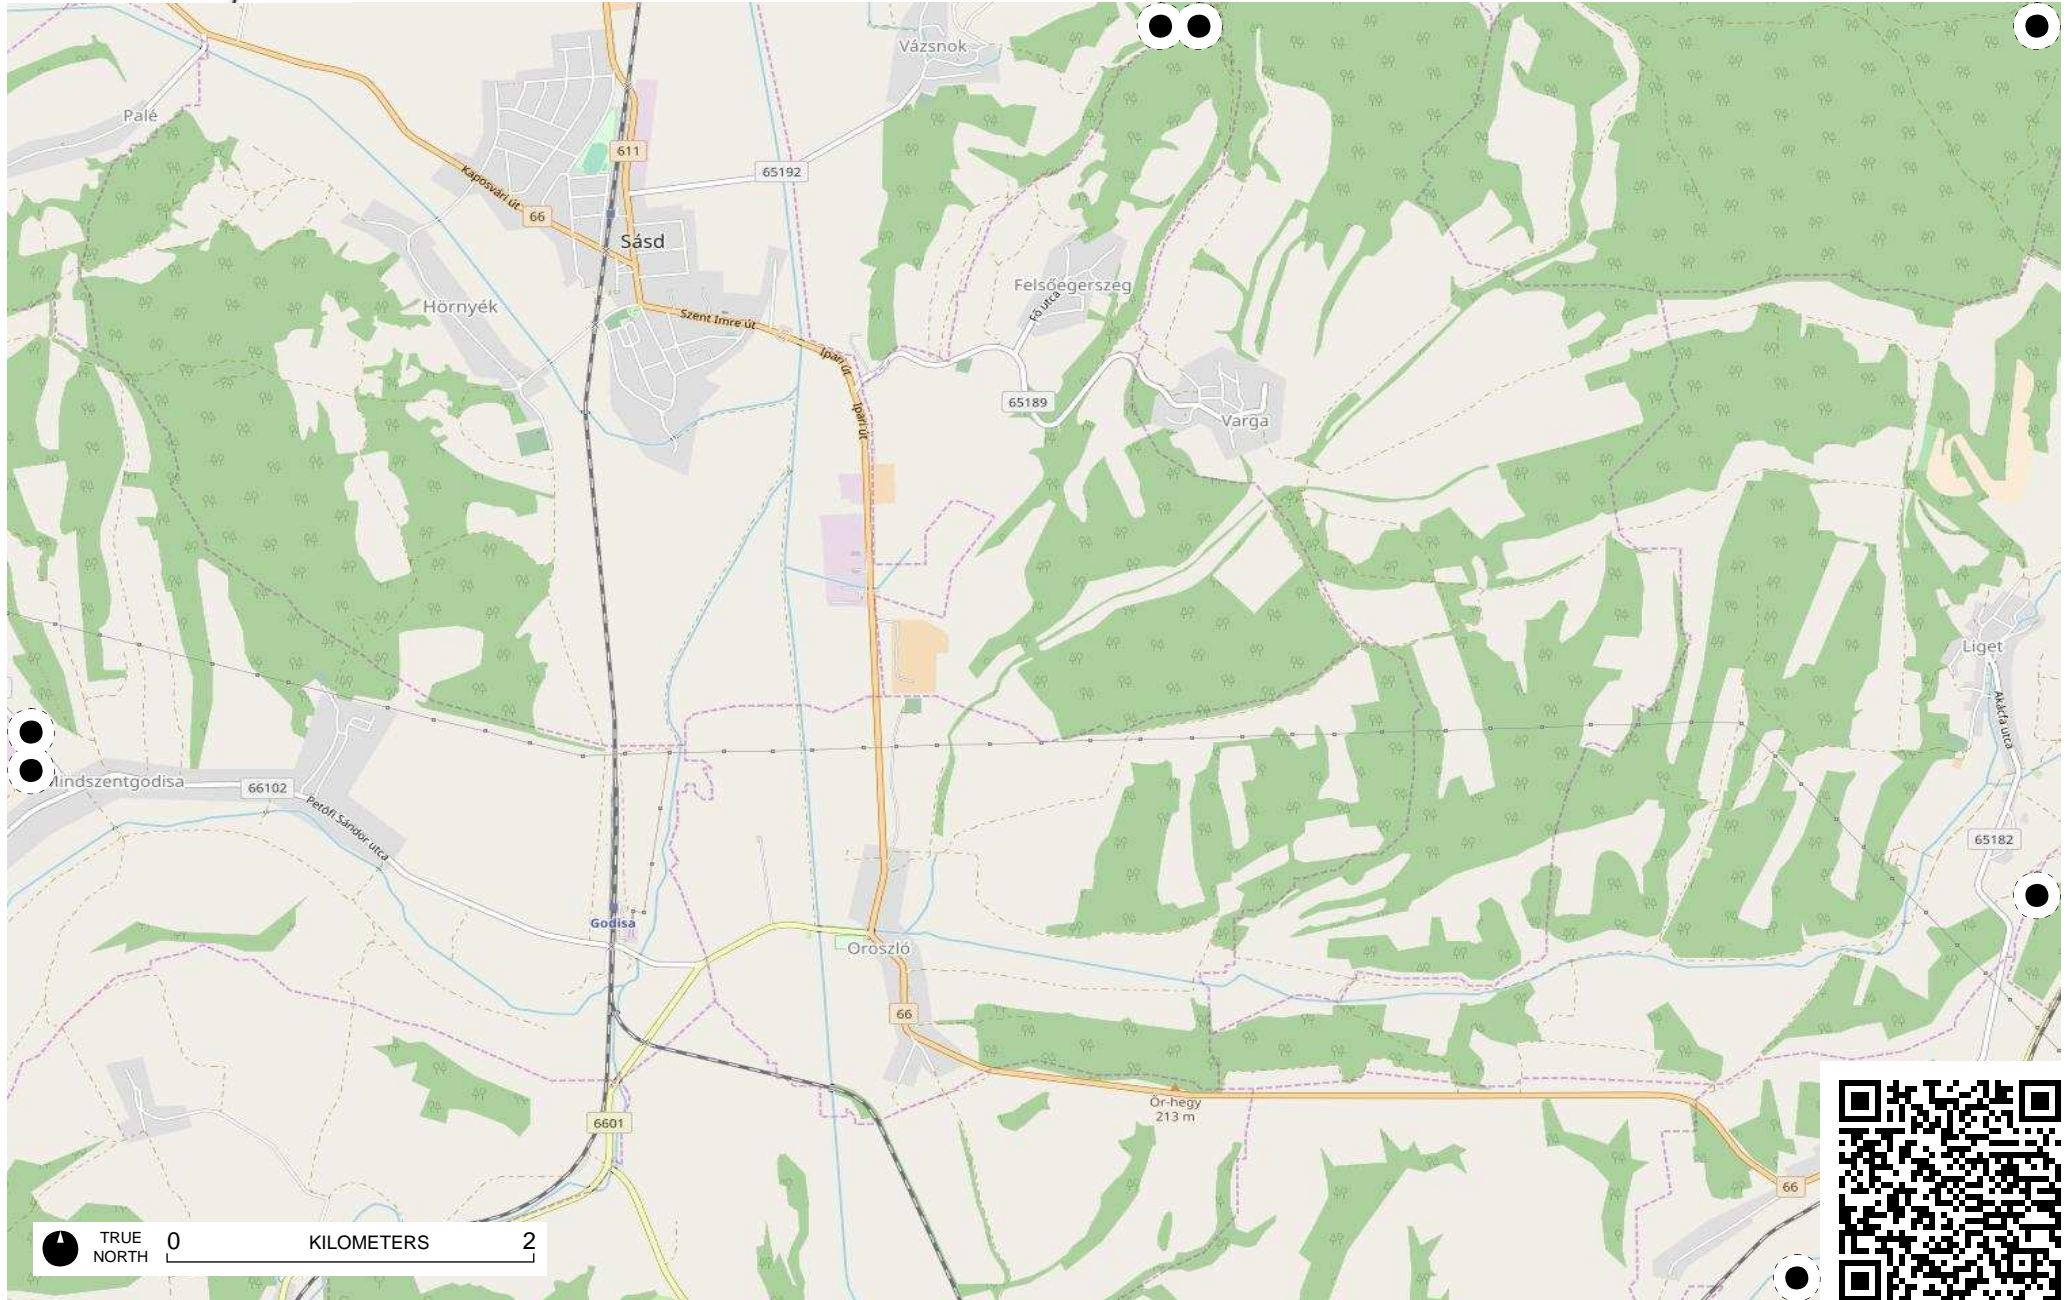 Vázsnok
Palé
611
65192
Kaposvári út
66
Sásd
Felsőegerszeg
Fő utca
Hörnyék
Szent Imre út
Ipari út
Ipari út
65189
Varga
Liget
Akácfa utca
Mindszentgodisa
66102
Petőfi Sándor utca
65182
Godisa
Oroszló
66
Őr-hegy
213 m
6601
66
TRUE
NORTH
0 KILOMETERS 2